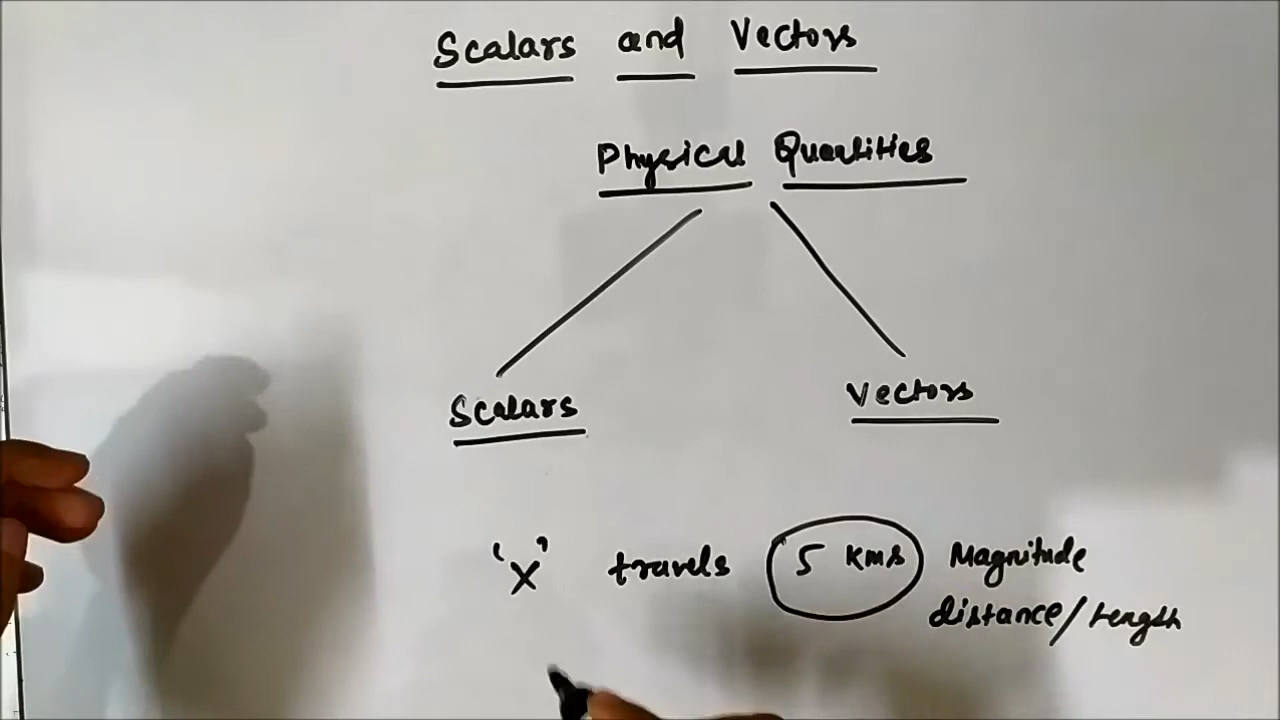 Scalars and Vectors
Physical Quantities
Scalars
Vectors
'X' travels 5 Kms Magnitude
distance/Length